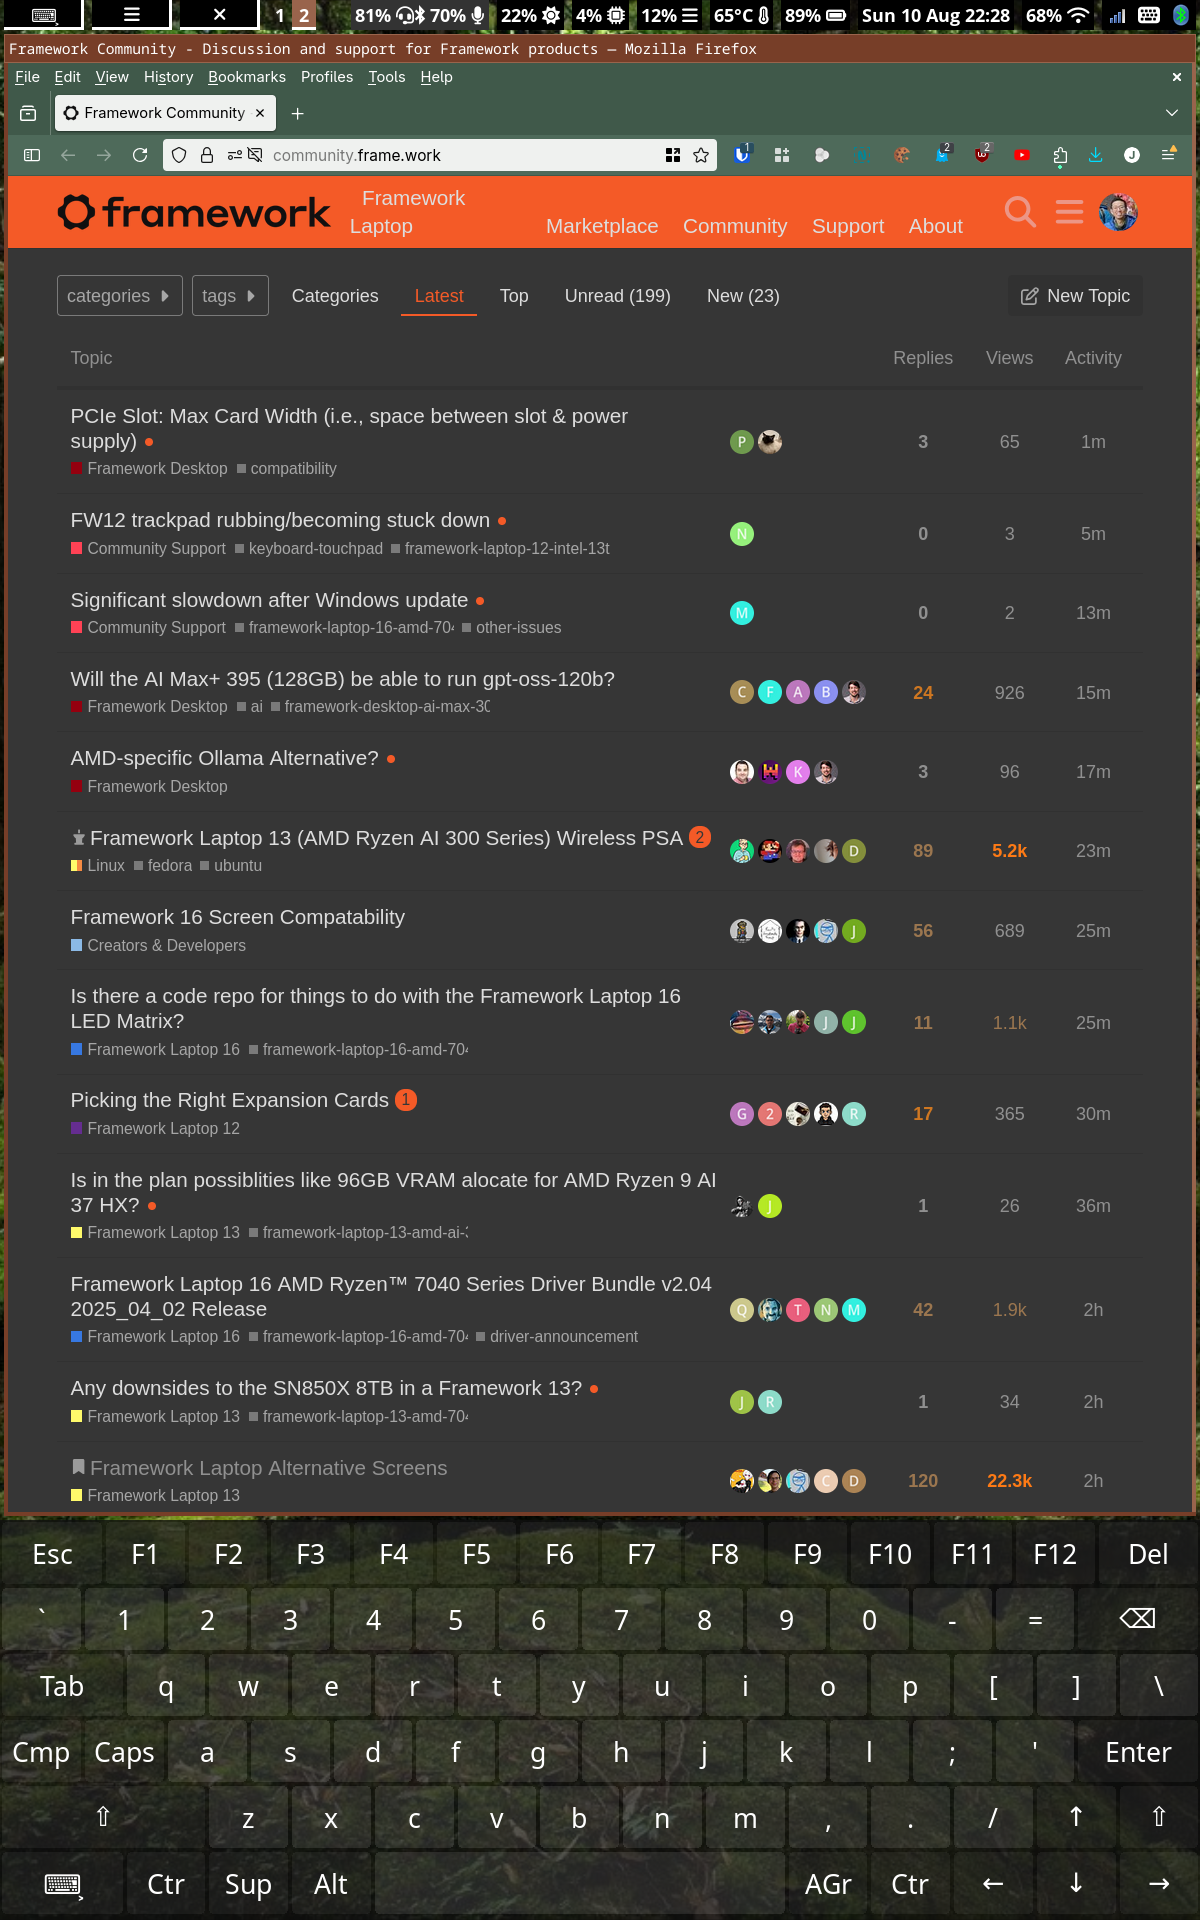 1 2 81% 70% 22% 4% 12% 65°C 89% Sun 10 Aug 22:28 68%
Framework Community - Discussion and support for Framework products — Mozilla Firefox
File Edit View History Bookmarks Profiles Tools Help
Framework Community
community.frame.work
1 2 2 J
framework
Framework Laptop
Marketplace Community Support About
categories tags Categories Latest Top Unread (199) New (23) New Topic
Topic Replies Views Activity
PCIe Slot: Max Card Width (i.e., space between slot & power
supply)
P 3 65 1m
Framework Desktop compatibility
FW12 trackpad rubbing/becoming stuck down
N 0 3 5m
Community Support keyboard-touchpad framework-laptop-12-intel-13t
Significant slowdown after Windows update
M 0 2 13m
Community Support framework-laptop-16-amd-704 other-issues
Will the AI Max+ 395 (128GB) be able to run gpt-oss-120b?
C F A B 24 926 15m
Framework Desktop ai framework-desktop-ai-max-30
AMD-specific Ollama Alternative?
K 3 96 17m
Framework Desktop
Framework Laptop 13 (AMD Ryzen AI 300 Series) Wireless PSA 2
D 89 5.2k 23m
Linux fedora ubuntu
Framework 16 Screen Compatability
J 56 689 25m
Creators & Developers
Is there a code repo for things to do with the Framework Laptop 16
LED Matrix?
J J 11 1.1k 25m
Framework Laptop 16 framework-laptop-16-amd-704
Picking the Right Expansion Cards 1
G 2 R 17 365 30m
Framework Laptop 12
Is in the plan possiblities like 96GB VRAM alocate for AMD Ryzen 9 AI
37 HX?
J 1 26 36m
Framework Laptop 13 framework-laptop-13-amd-ai-3
Framework Laptop 16 AMD Ryzen™ 7040 Series Driver Bundle v2.04
2025_04_02 Release
Q T N M 42 1.9k 2h
Framework Laptop 16 framework-laptop-16-amd-704 driver-announcement
Any downsides to the SN850X 8TB in a Framework 13?
J R 1 34 2h
Framework Laptop 13 framework-laptop-13-amd-704
Framework Laptop Alternative Screens
C D 120 22.3k 2h
Framework Laptop 13
Esc F1 F2 F3 F4 F5 F6 F7 F8 F9 F10 F11 F12 Del
` 1 2 3 4 5 6 7 8 9 0 - = ⌫
Tab q w e r t y u i o p [ ] \
Cmp Caps a s d f g h j k l ; ' Enter
⇧ z x c v b n m , . / ↑ ⇧
⌨ Ctr Sup Alt AGr Ctr ← ↓ →